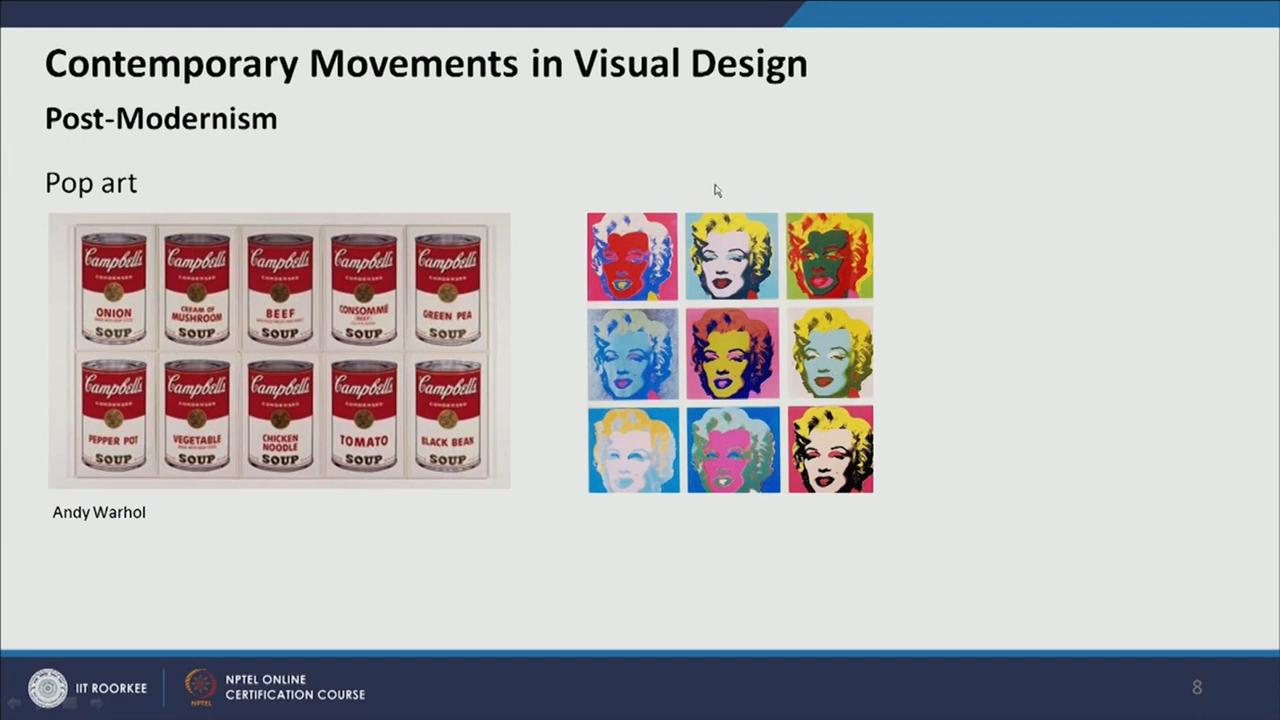 Contemporary Movements in Visual Design
Post-Modernism
Pop art
Campbell's Campbell's Campbell's Campbell's Campbell's
CONDENSED CONDENSED CONDENSED CONDENSED CONDENSED
ONION CREAM OF MUSHROOM BEEF CONSOMMÉ (BEEF) GREEN PEA
SOUP SOUP SOUP SOUP SOUP
Campbell's Campbell's Campbell's Campbell's Campbell's
CONDENSED CONDENSED CONDENSED CONDENSED CONDENSED
PEPPER POT VEGETABLE CHICKEN NOODLE TOMATO BLACK BEAN
SOUP SOUP SOUP SOUP SOUP
Andy Warhol
IIT ROORKEE
NPTEL
NPTEL ONLINE
CERTIFICATION COURSE
8